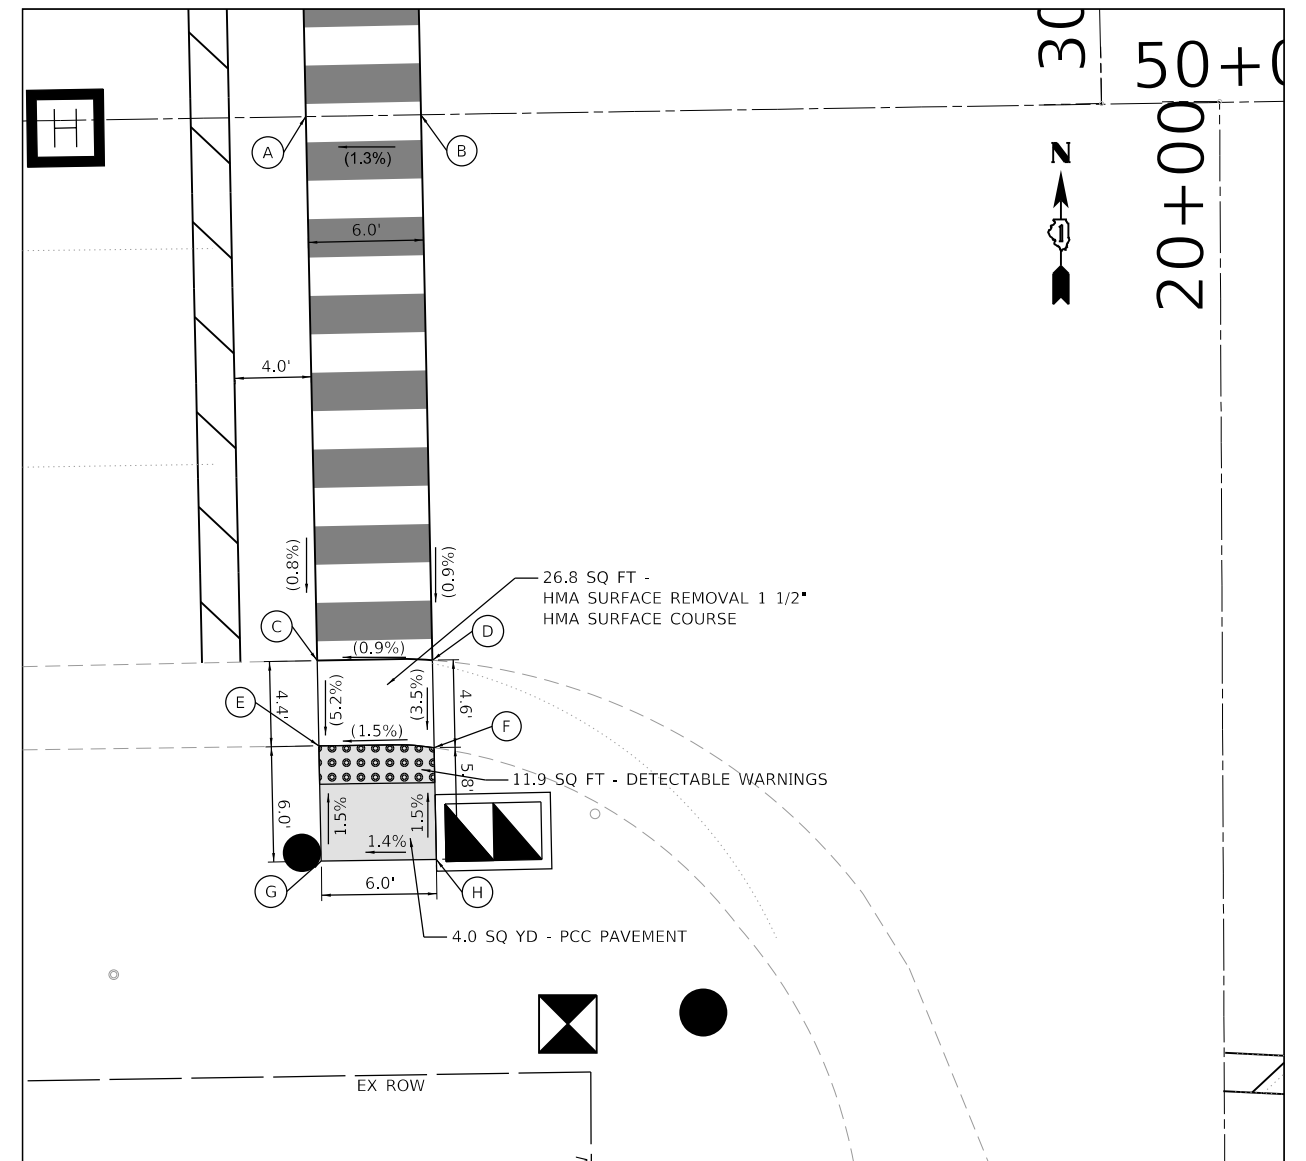 30
50+0
20+00
N
1
H
A
B
(1.3%)
6.0'
4.0'
(0.8%)
(0.9%)
26.8 SQ FT -
HMA SURFACE REMOVAL 1 1/2"
HMA SURFACE COURSE
C
D
(0.9%)
4.4'
(5.2%)
(3.5%)
4.6'
E
(1.5%)
F
11.9 SQ FT - DETECTABLE WARNINGS
5.8'
6.0'
1.5%
1.5%
1.4%
G
6.0'
H
4.0 SQ YD - PCC PAVEMENT
EX ROW